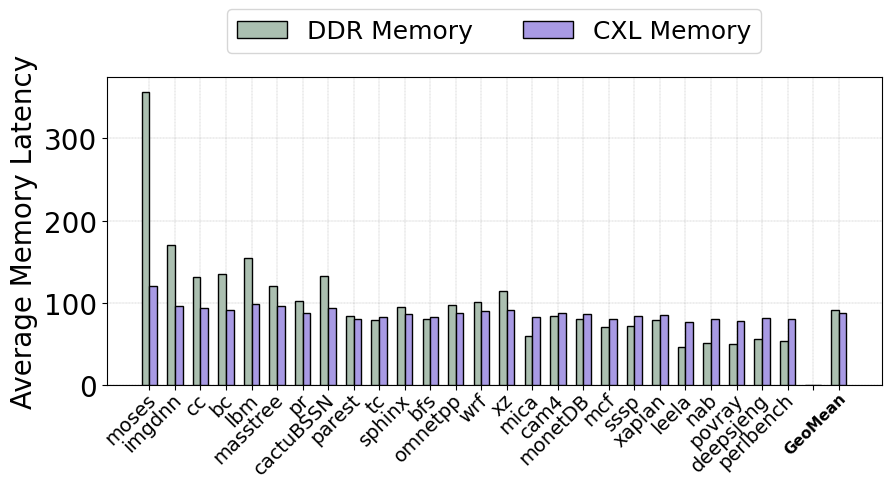 DDR Memory CXL Memory
Average Memory Latency
300
200
100
0
moses
imgdnn
cc
bc
lbm
masstree
pr
cactuBSSN
parest
tc
sphinx
bfs
omnetpp
wrf
xz
mica
cam4
monetDB
mcf
sssp
xapian
leela
nab
povray
deepsjeng
perlbench
GeoMean